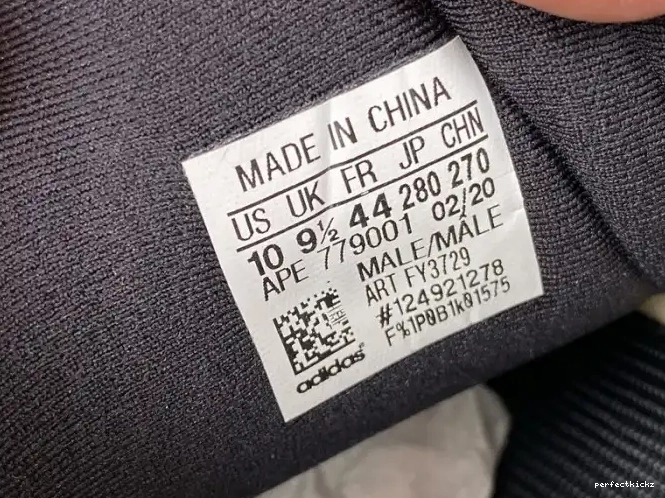 MADE IN CHINA
US UK FR JP CHN
10 9½ 44 280 270
APE 779001 02/20
MALE/MÂLE
ART FY3729
#124921278
F%1P0B1k01575
adidas
perfectkickz